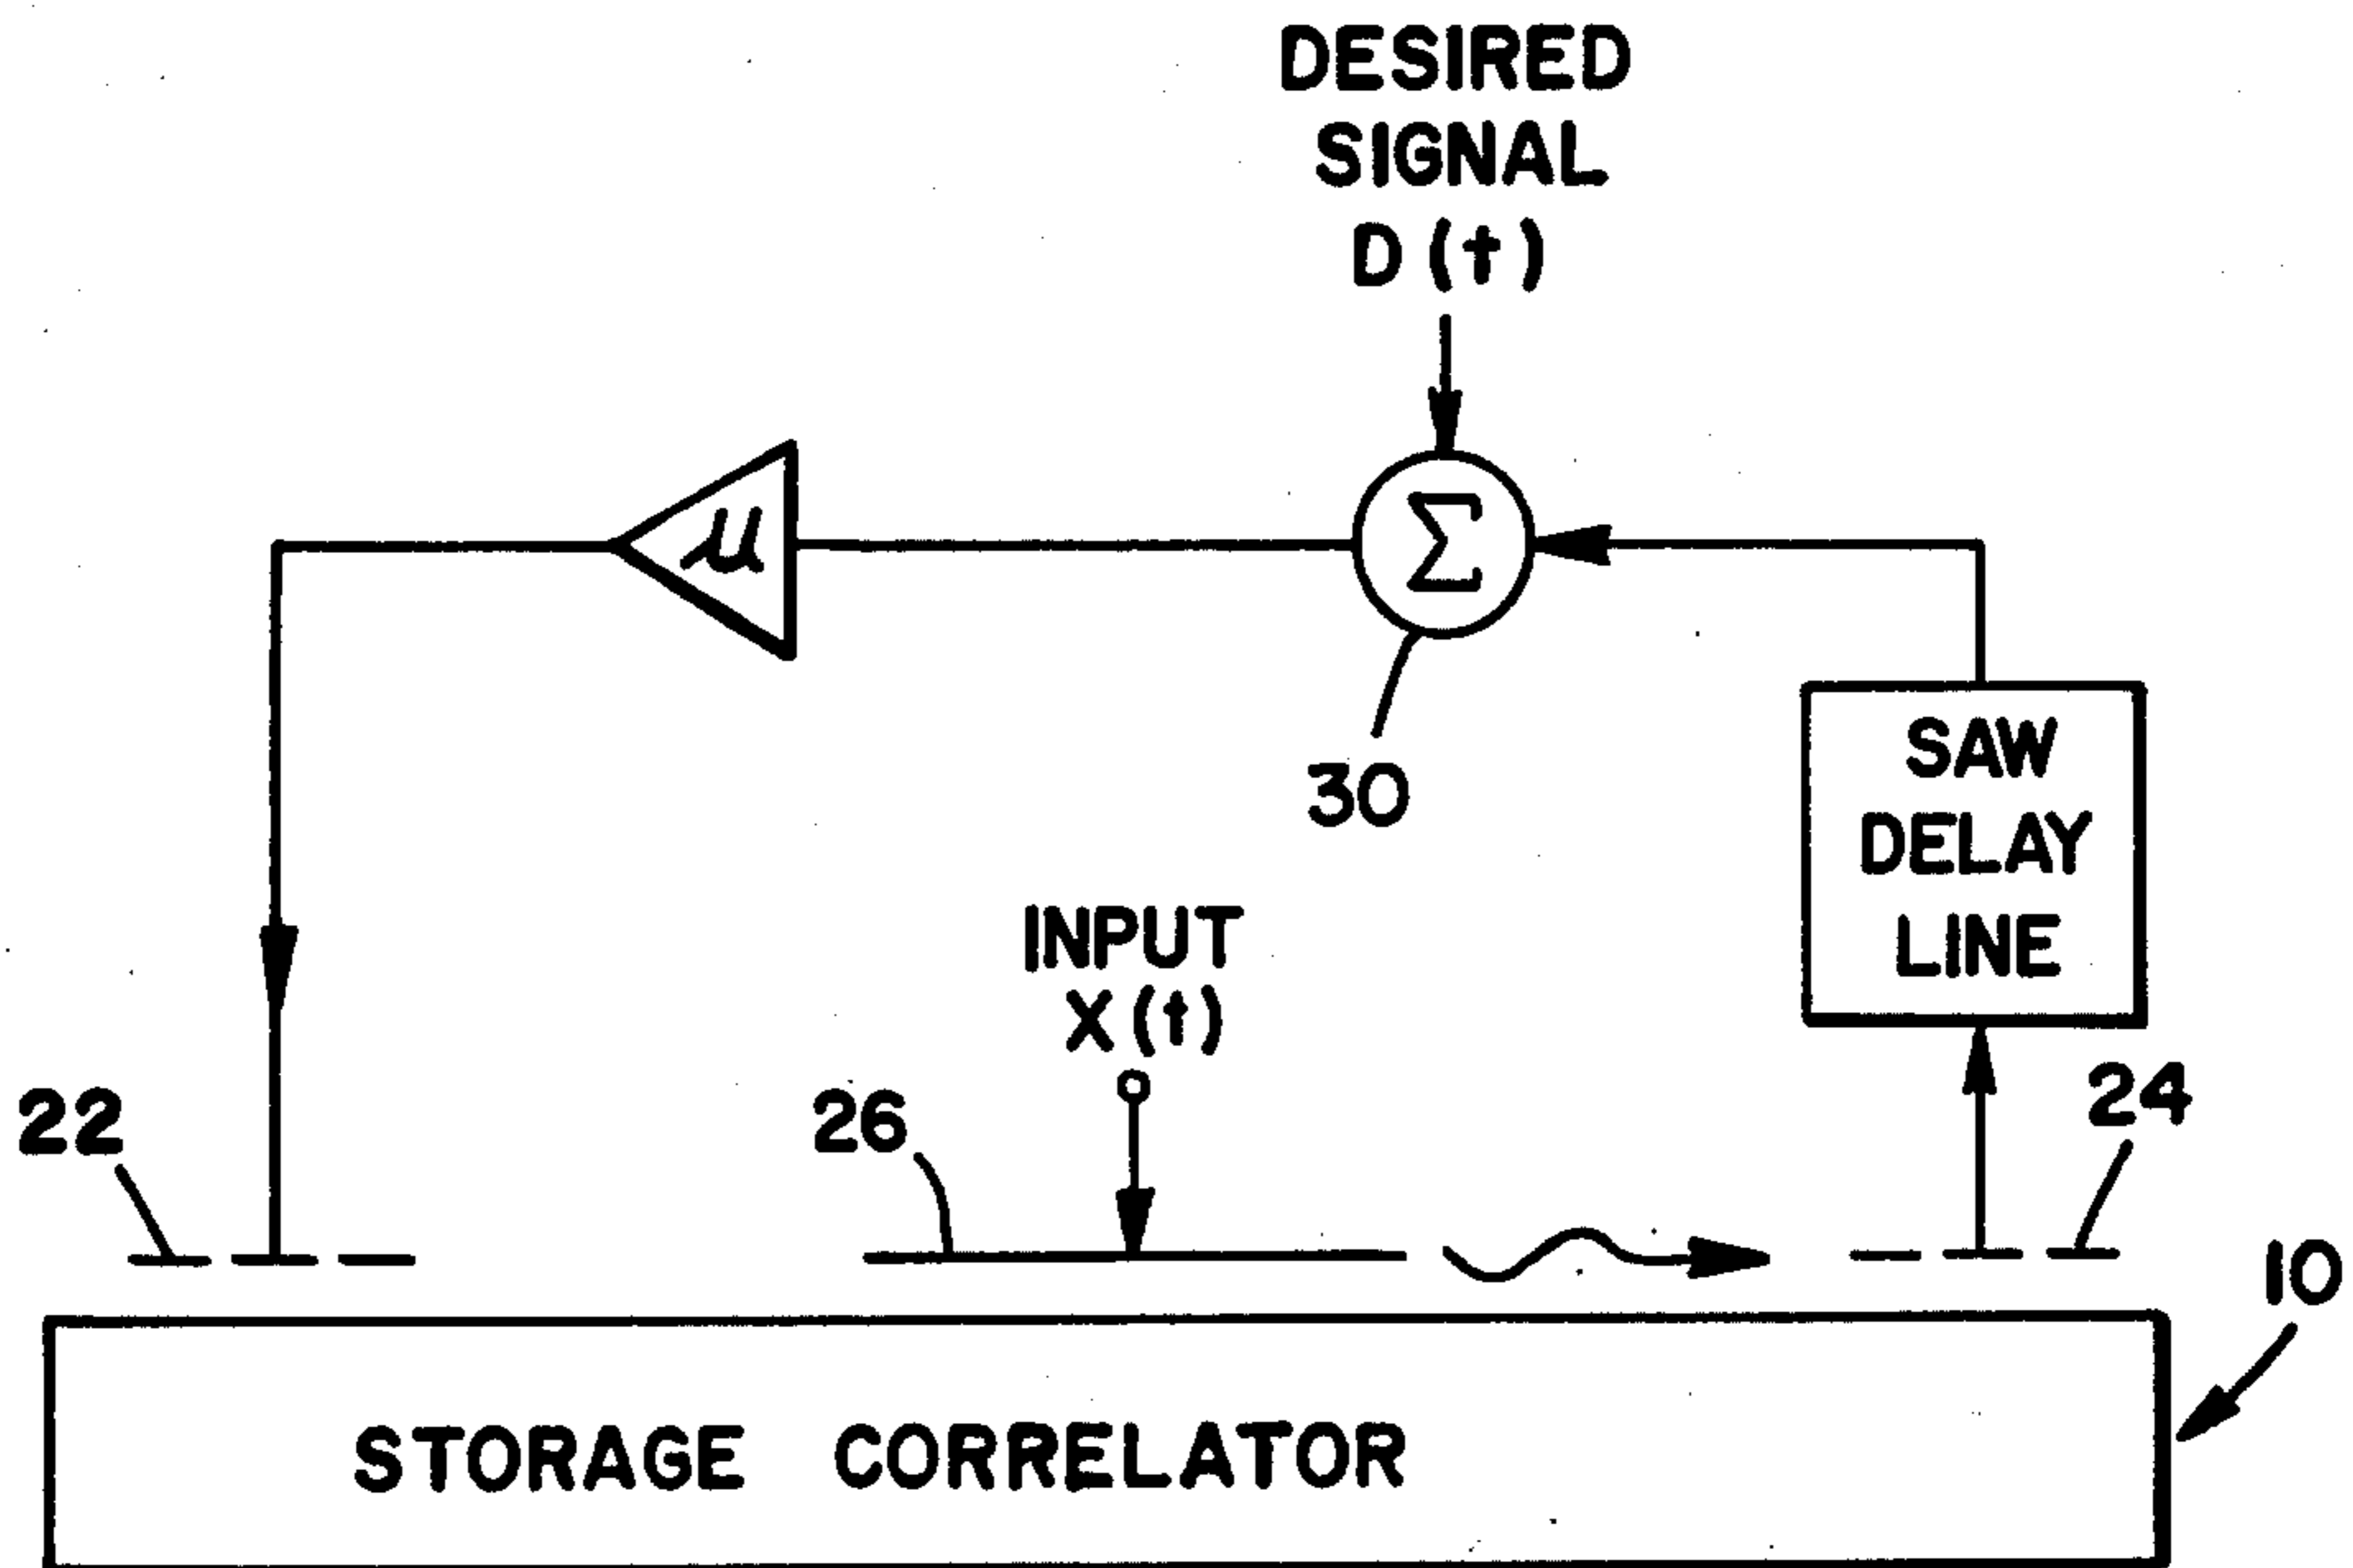 DESIRED
SIGNAL
D (t)
μ
Σ
30
SAW
DELAY
LINE
INPUT
X (t)
22
26
24
10
STORAGE CORRELATOR